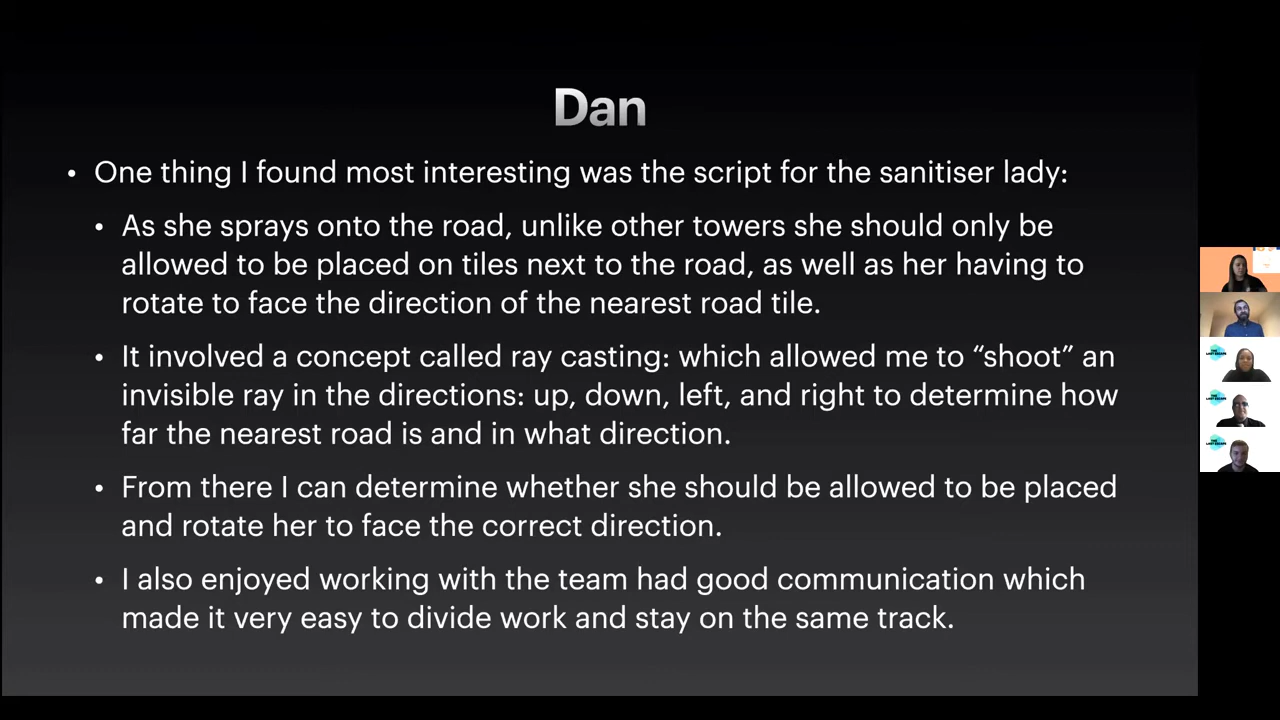 Dan
• One thing I found most interesting was the script for the sanitiser lady:
• As she sprays onto the road, unlike other towers she should only be
allowed to be placed on tiles next to the road, as well as her having to
rotate to face the direction of the nearest road tile.
• It involved a concept called ray casting: which allowed me to “shoot” an
invisible ray in the directions: up, down, left, and right to determine how
far the nearest road is and in what direction.
• From there I can determine whether she should be allowed to be placed
and rotate her to face the correct direction.
• I also enjoyed working with the team had good communication which
made it very easy to divide work and stay on the same track.